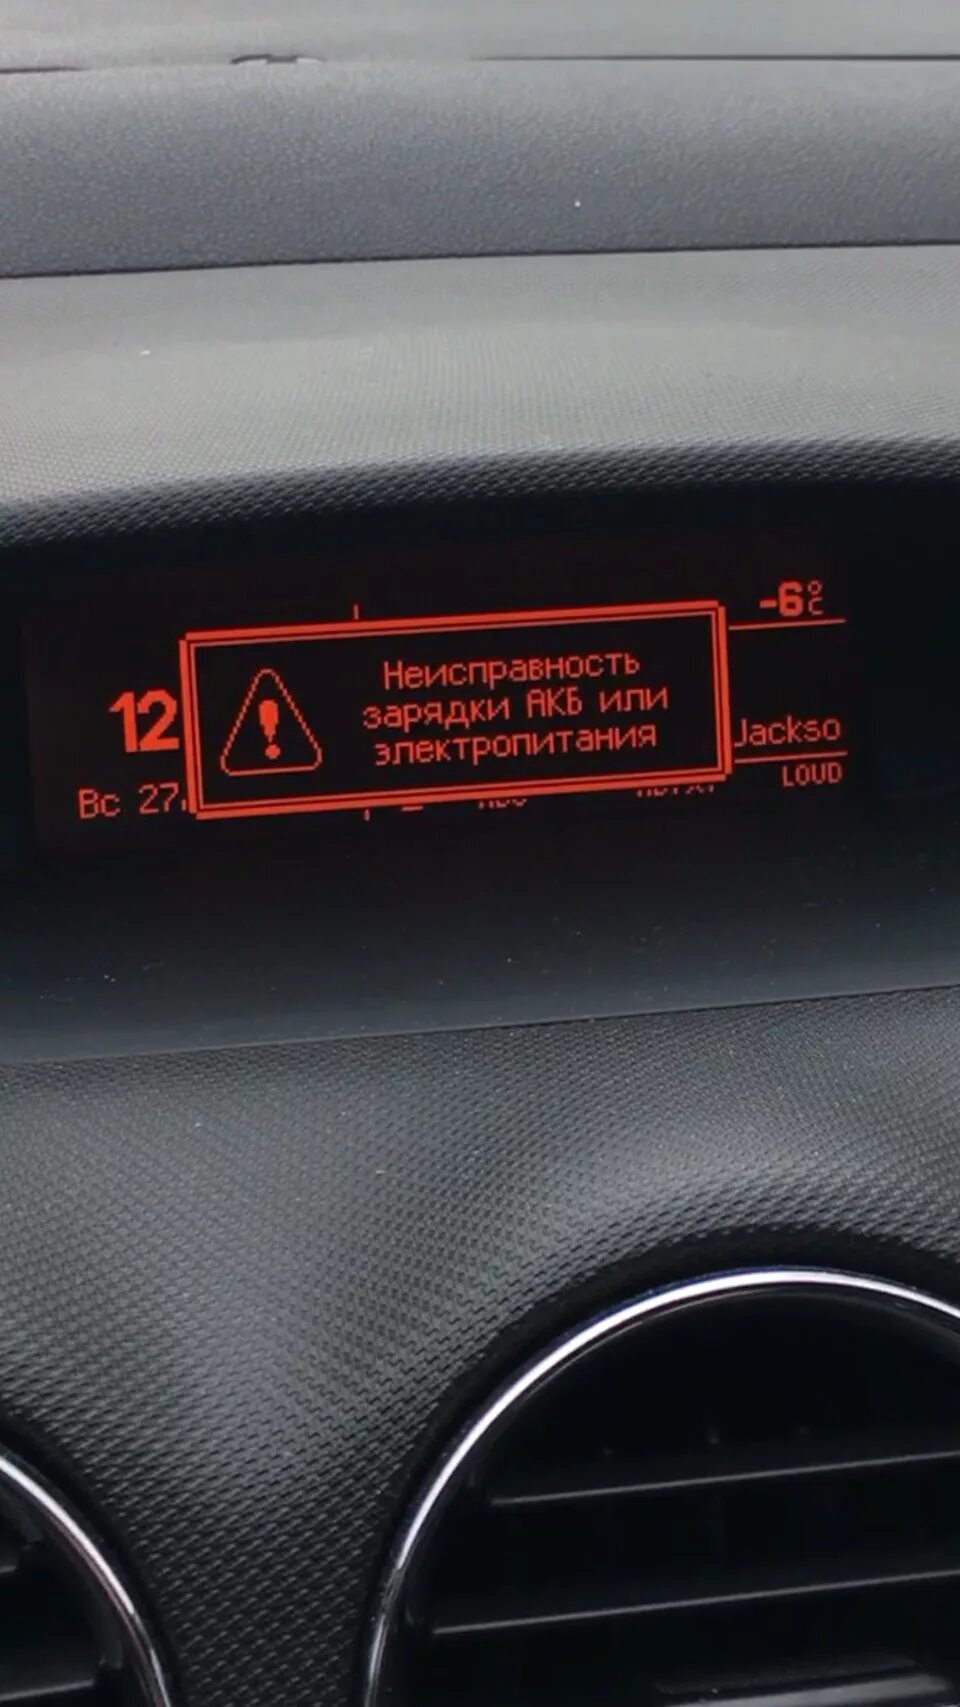 -6°C
Неисправность
зарядки АКБ или
электропитания
12
Jackso
Вс 27
LOUD